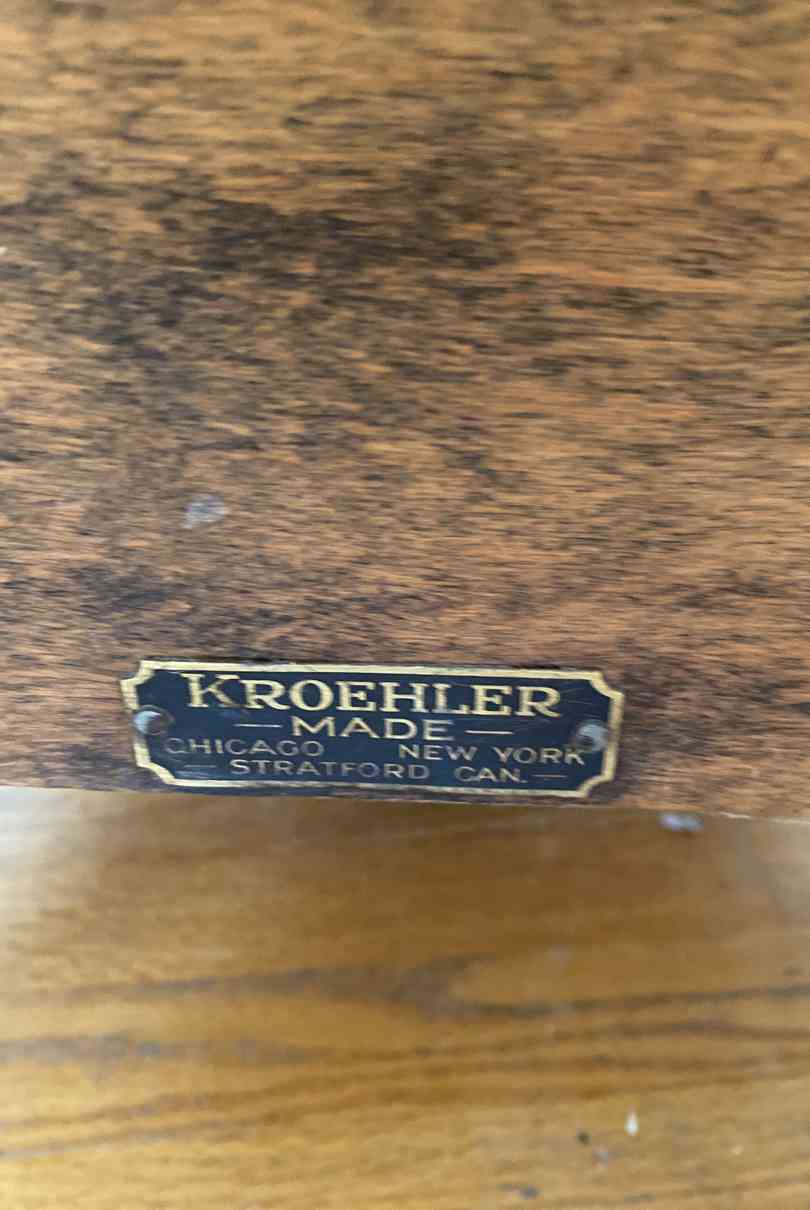 KROEHLER
— MADE —
CHICAGO NEW YORK
— STRATFORD CAN. —